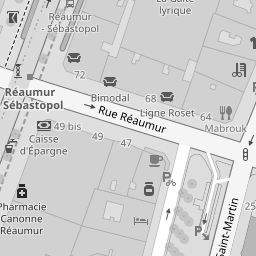 La Gaîté
lyrique
Réaumur
- Sébastopol
72
Bimodal
68
Ligne Roset
64
Mabrouk
Réaumur
Sébastopol
Rue Réaumur
49 bis
49
47
Caisse
d'Épargne
P
Pharmacie
Canonne
Réaumur
P
Saint-Martin